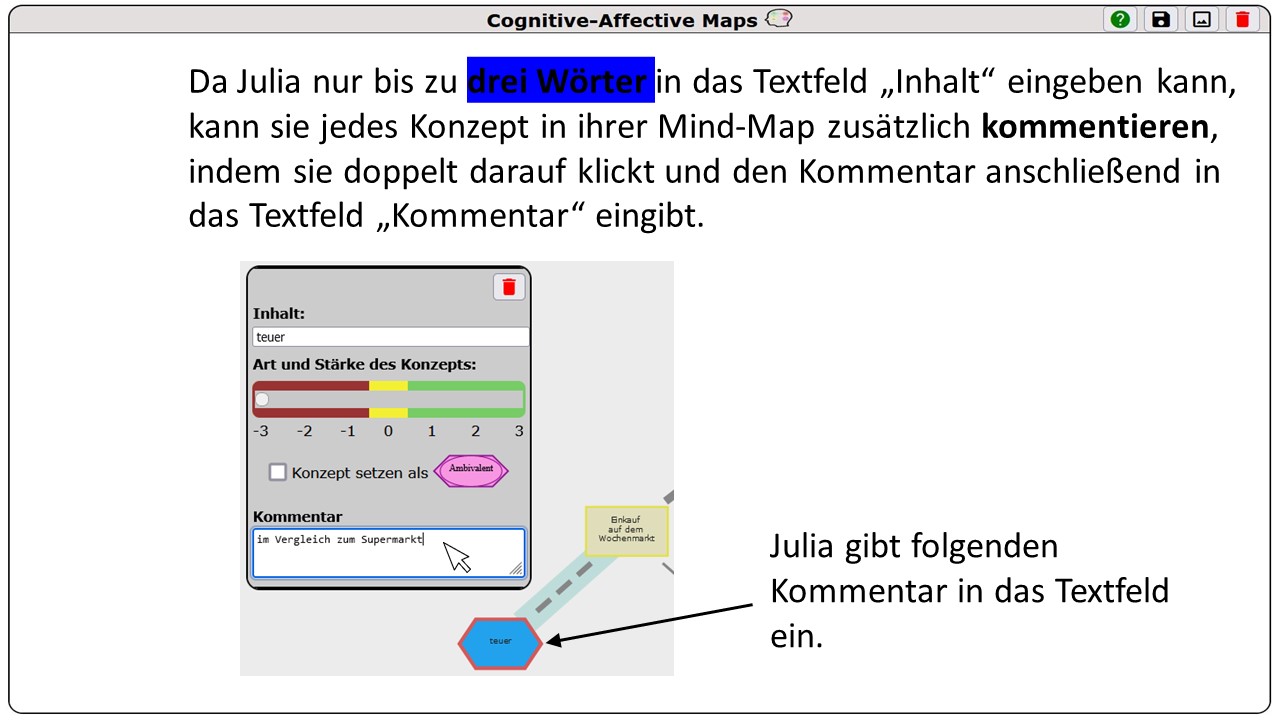 Cognitive-Affective Maps
Da Julia nur bis zu drei Wörter in das Textfeld „Inhalt“ eingeben kann,
kann sie jedes Konzept in ihrer Mind-Map zusätzlich kommentieren,
indem sie doppelt darauf klickt und den Kommentar anschließend in
das Textfeld „Kommentar“ eingibt.
Inhalt:
teuer
Art und Stärke des Konzepts:
-3 -2 -1 0 1 2 3
Konzept setzen als Ambivalent
Kommentar
im Vergleich zum Supermarkt
Einkauf
auf dem
Wochenmarkt
teuer
Julia gibt folgenden
Kommentar in das Textfeld
ein.